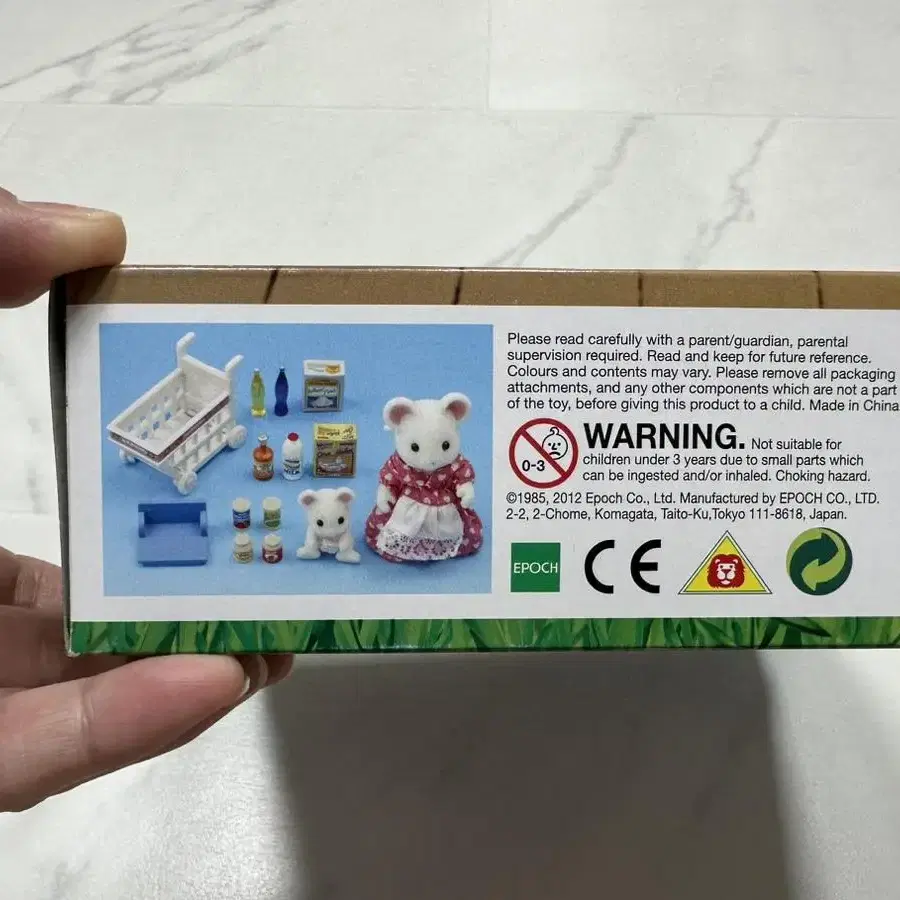 Please read carefully with a parent/guardian, parental
supervision required. Read and keep for future reference.
Colours and contents may vary. Please remove all packaging
attachments, and any other components which are not a part
of the toy, before giving this product to a child. Made in China
0-3
WARNING. Not suitable for
children under 3 years due to small parts which
can be ingested and/or inhaled. Choking hazard.
©1985, 2012 Epoch Co., Ltd. Manufactured by EPOCH CO., LTD.
2-2, 2-Chome, Komagata, Taito-Ku,Tokyo 111-8618, Japan.
EPOCH
CE
MILK